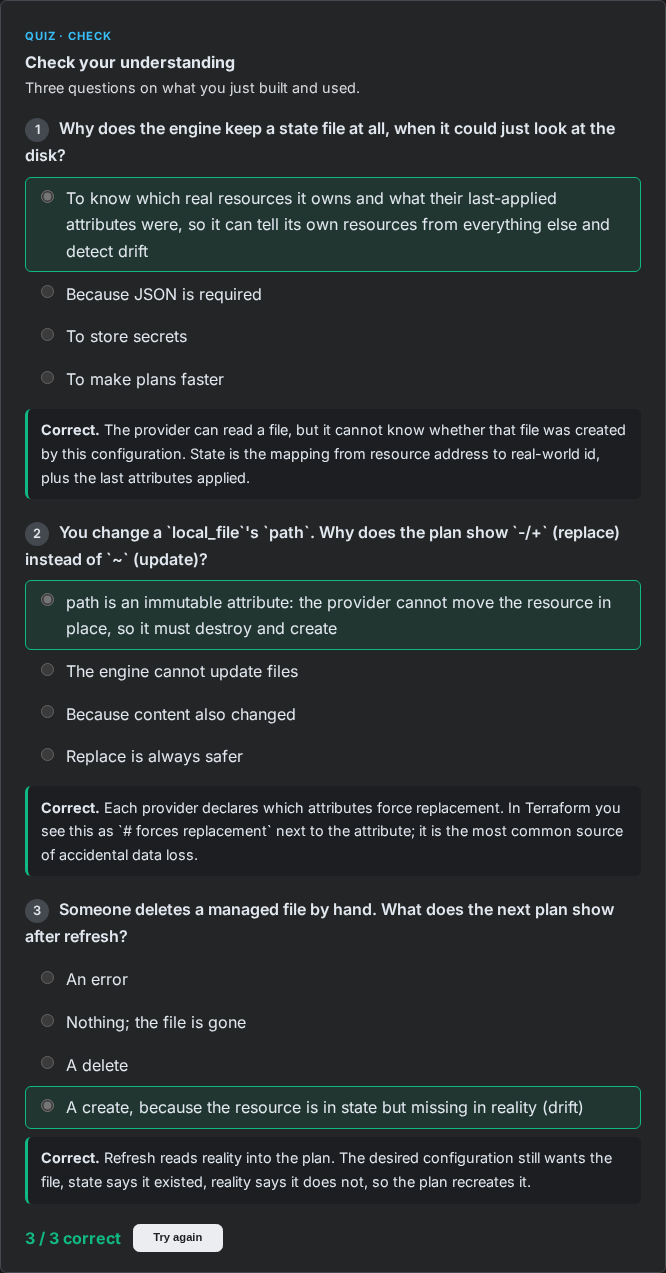 QUIZ · CHECK
Check your understanding
Three questions on what you just built and used.
1 Why does the engine keep a state file at all, when it could just look at the
disk?
To know which real resources it owns and what their last-applied
attributes were, so it can tell its own resources from everything else and
detect drift
Because JSON is required
To store secrets
To make plans faster
Correct. The provider can read a file, but it cannot know whether that file was created
by this configuration. State is the mapping from resource address to real-world id,
plus the last attributes applied.
2 You change a `local_file`'s `path`. Why does the plan show `-/+` (replace)
instead of `~` (update)?
path is an immutable attribute: the provider cannot move the resource in
place, so it must destroy and create
The engine cannot update files
Because content also changed
Replace is always safer
Correct. Each provider declares which attributes force replacement. In Terraform you
see this as `# forces replacement` next to the attribute; it is the most common source
of accidental data loss.
3 Someone deletes a managed file by hand. What does the next plan show
after refresh?
An error
Nothing; the file is gone
A delete
A create, because the resource is in state but missing in reality (drift)
Correct. Refresh reads reality into the plan. The desired configuration still wants the
file, state says it existed, reality says it does not, so the plan recreates it.
3 / 3 correct
Try again